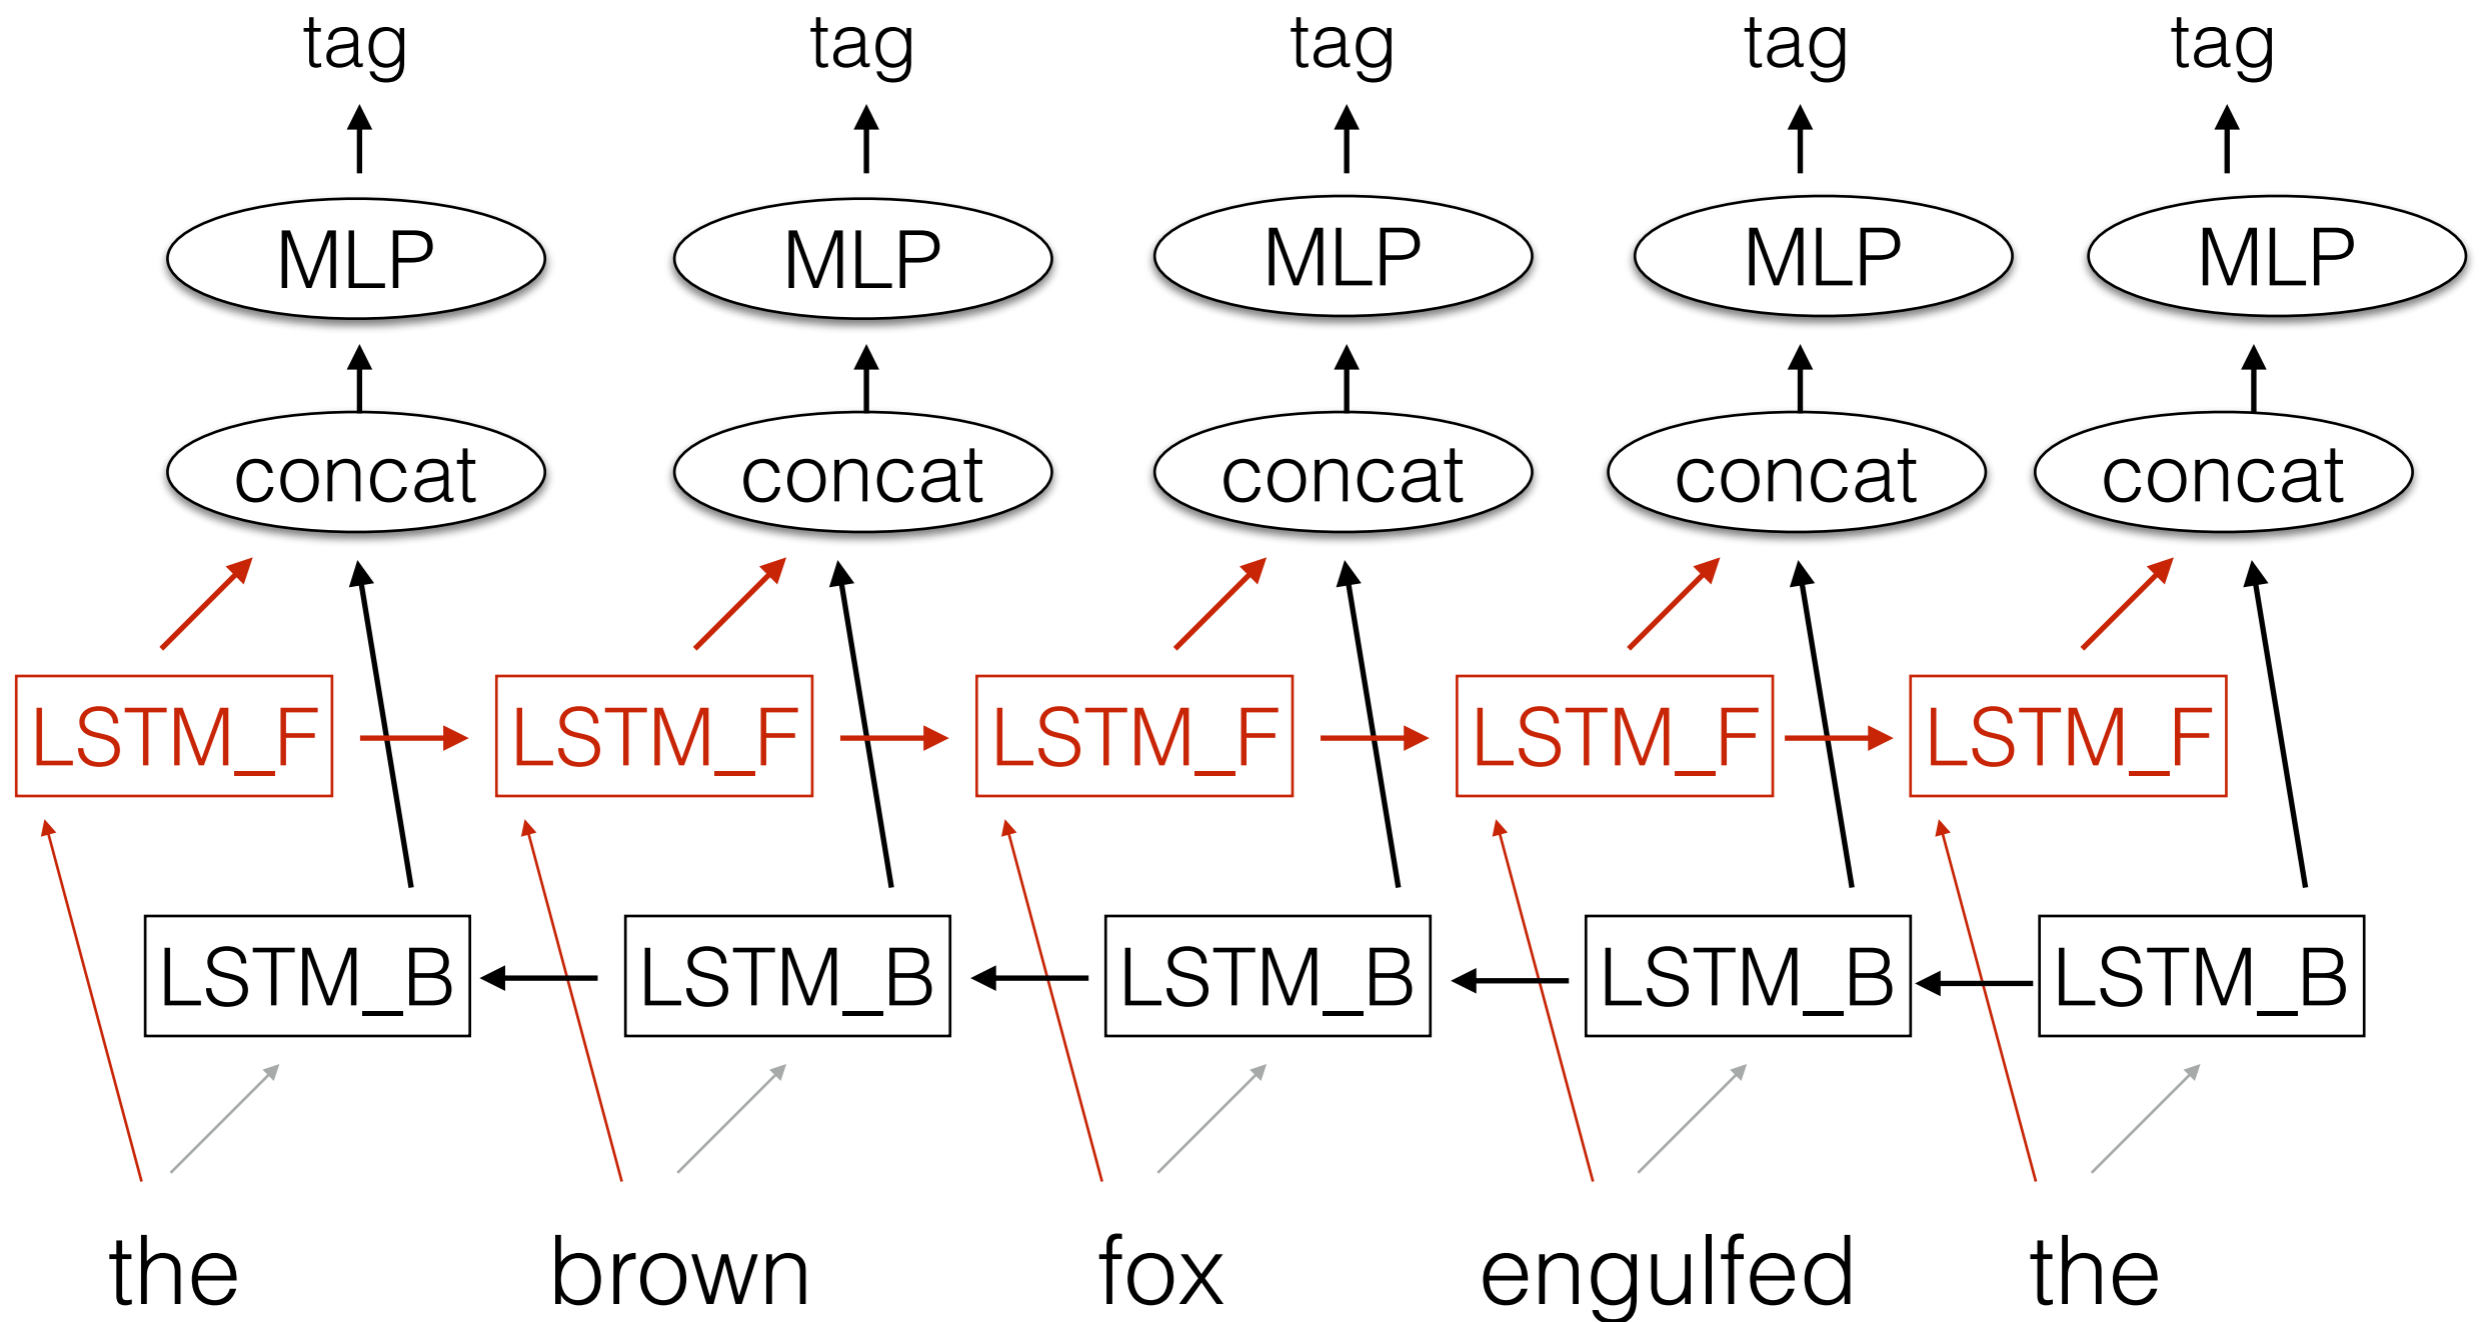 tag tag tag tag tag
MLP MLP MLP MLP MLP
concat concat concat concat concat
LSTM_F LSTM_F LSTM_F LSTM_F LSTM_F
LSTM_B LSTM_B LSTM_B LSTM_B LSTM_B
the brown fox engulfed the